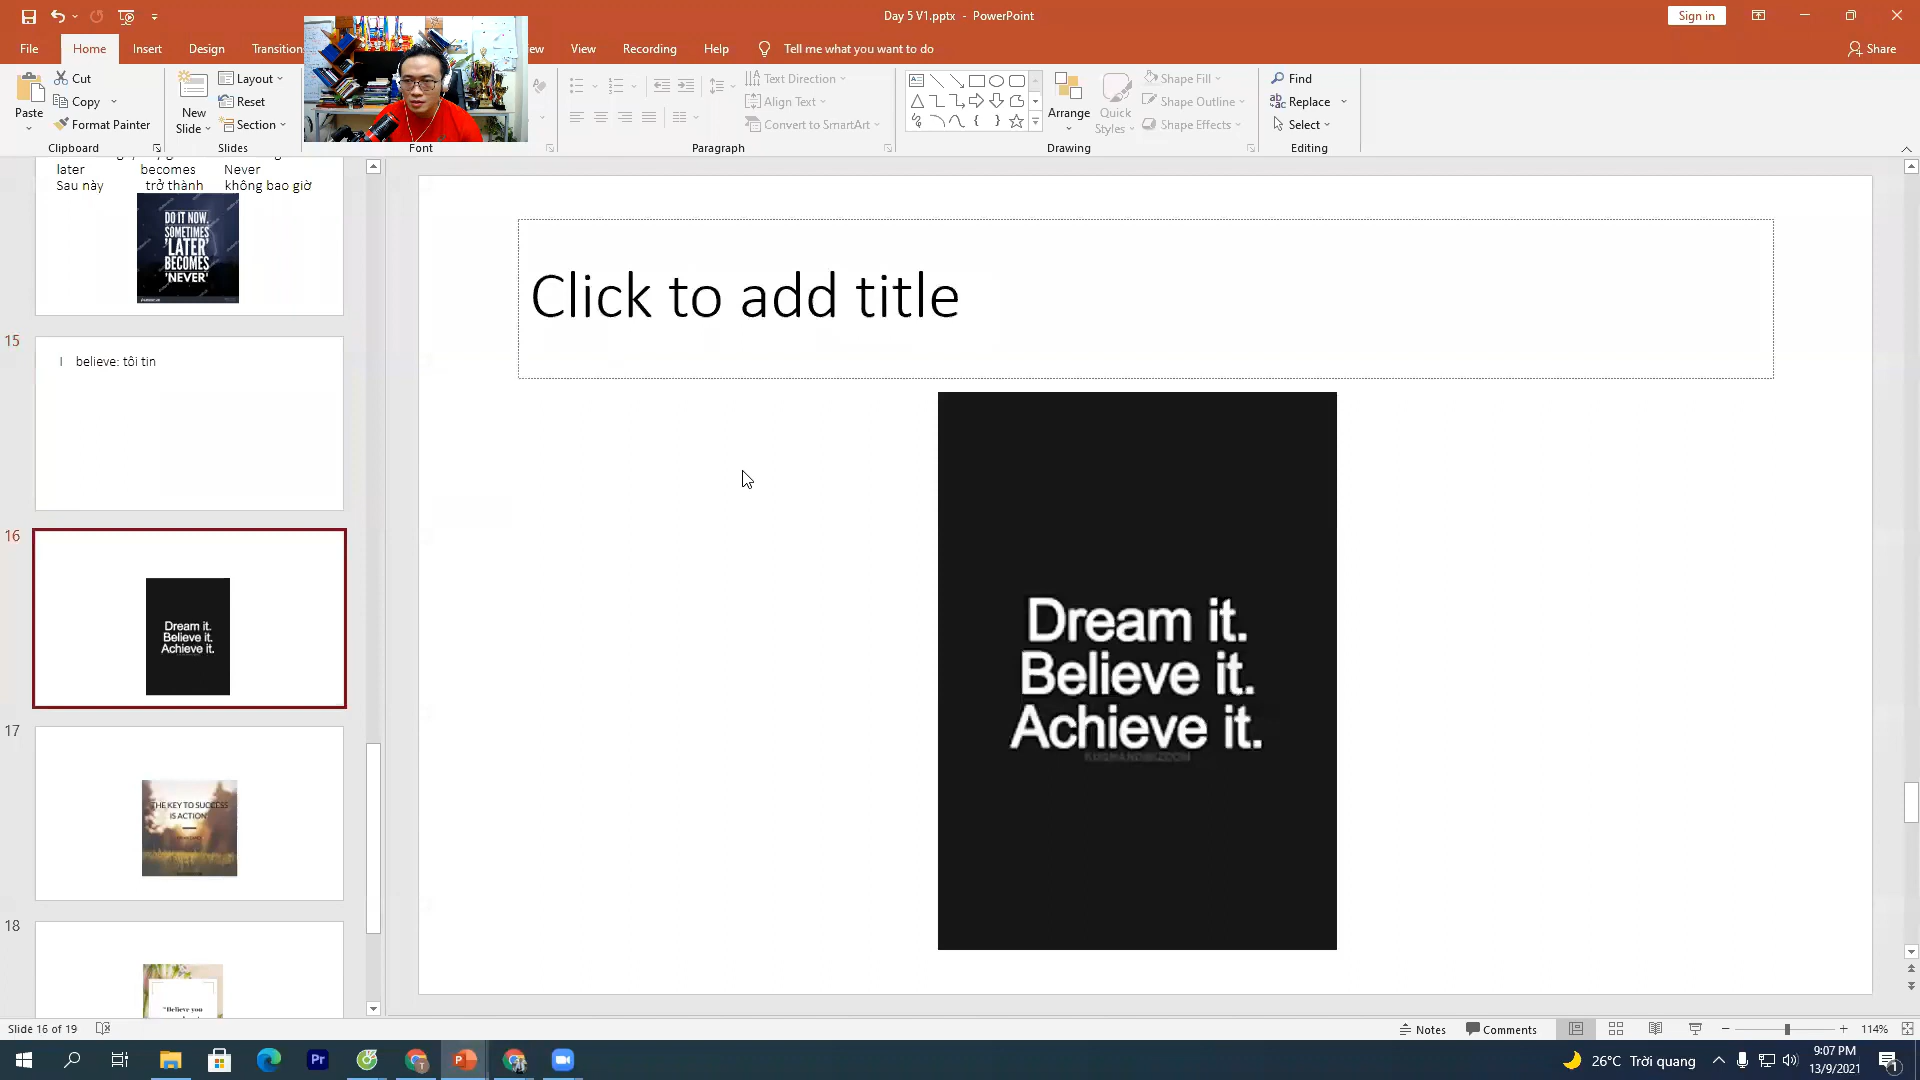 Day 5 V1.pptx - PowerPoint
Sign in
File Home Insert Design Transition ew View Recording Help Tell me what you want to do Share
Paste
Cut
Copy
Format Painter
Clipboard
New
Slide
Layout
Reset
Section
Slides
Font
Text Direction
Align Text
Convert to SmartArt
Paragraph
Arrange
Quick
Styles
Shape Fill
Shape Outline
Shape Effects
Drawing
Find
Replace
Select
Editing
later becomes Never
Sau này trở thành không bao giờ
DO IT NOW.
SOMETIMES
'LATER'
BECOMES
'NEVER'
15
I believe: tôi tin
16
Dream it.
Believe it.
Achieve it.
17
THE KEY TO SUCCESS
IS ACTION
18
"Believe you
Click to add title
Dream it.
Believe it.
Achieve it.
Slide 16 of 19
Notes Comments 114%
Pr
26°C Trời quang
9:07 PM
13/9/2021
1